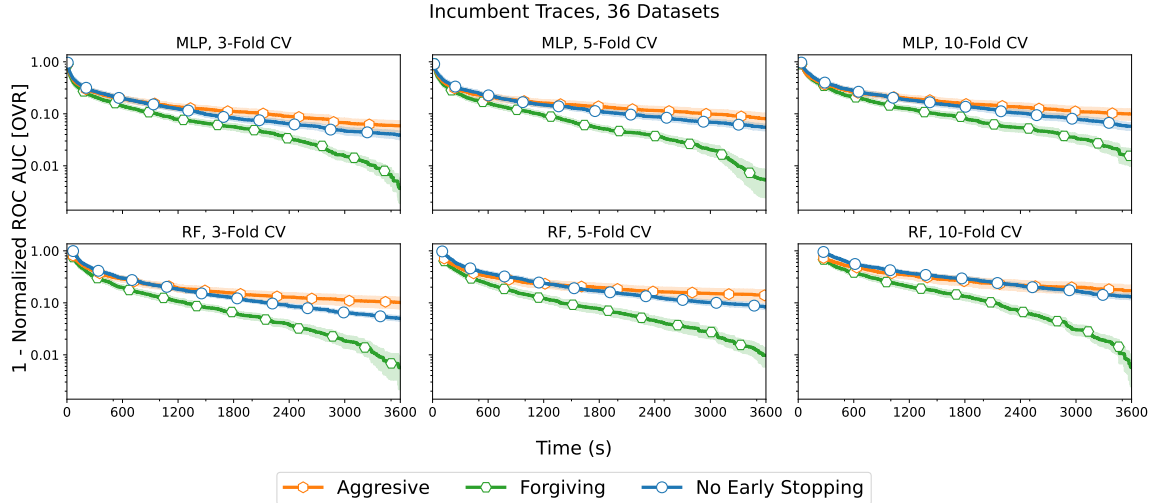 Incumbent Traces, 36 Datasets
1 - Normalized ROC AUC [OVR]
MLP, 3-Fold CV
MLP, 5-Fold CV
MLP, 10-Fold CV
1.00
0.10
0.01
RF, 3-Fold CV
RF, 5-Fold CV
RF, 10-Fold CV
1.00
0.10
0.01
0 600 1200 1800 2400 3000 3600
0 600 1200 1800 2400 3000 3600
0 600 1200 1800 2400 3000 3600
Time (s)
Aggresive Forgiving No Early Stopping